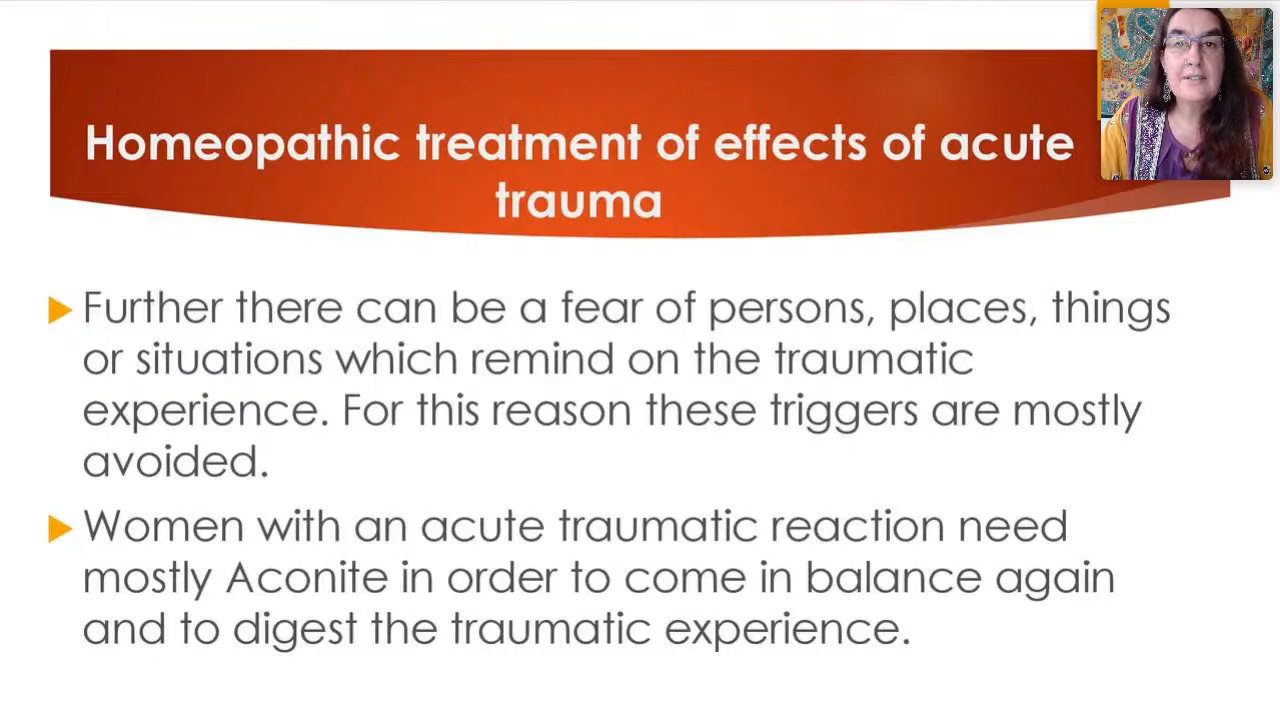 Homeopathic treatment of effects of acute
trauma
Further there can be a fear of persons, places, things
or situations which remind on the traumatic
experience. For this reason these triggers are mostly
avoided.
Women with an acute traumatic reaction need
mostly Aconite in order to come in balance again
and to digest the traumatic experience.